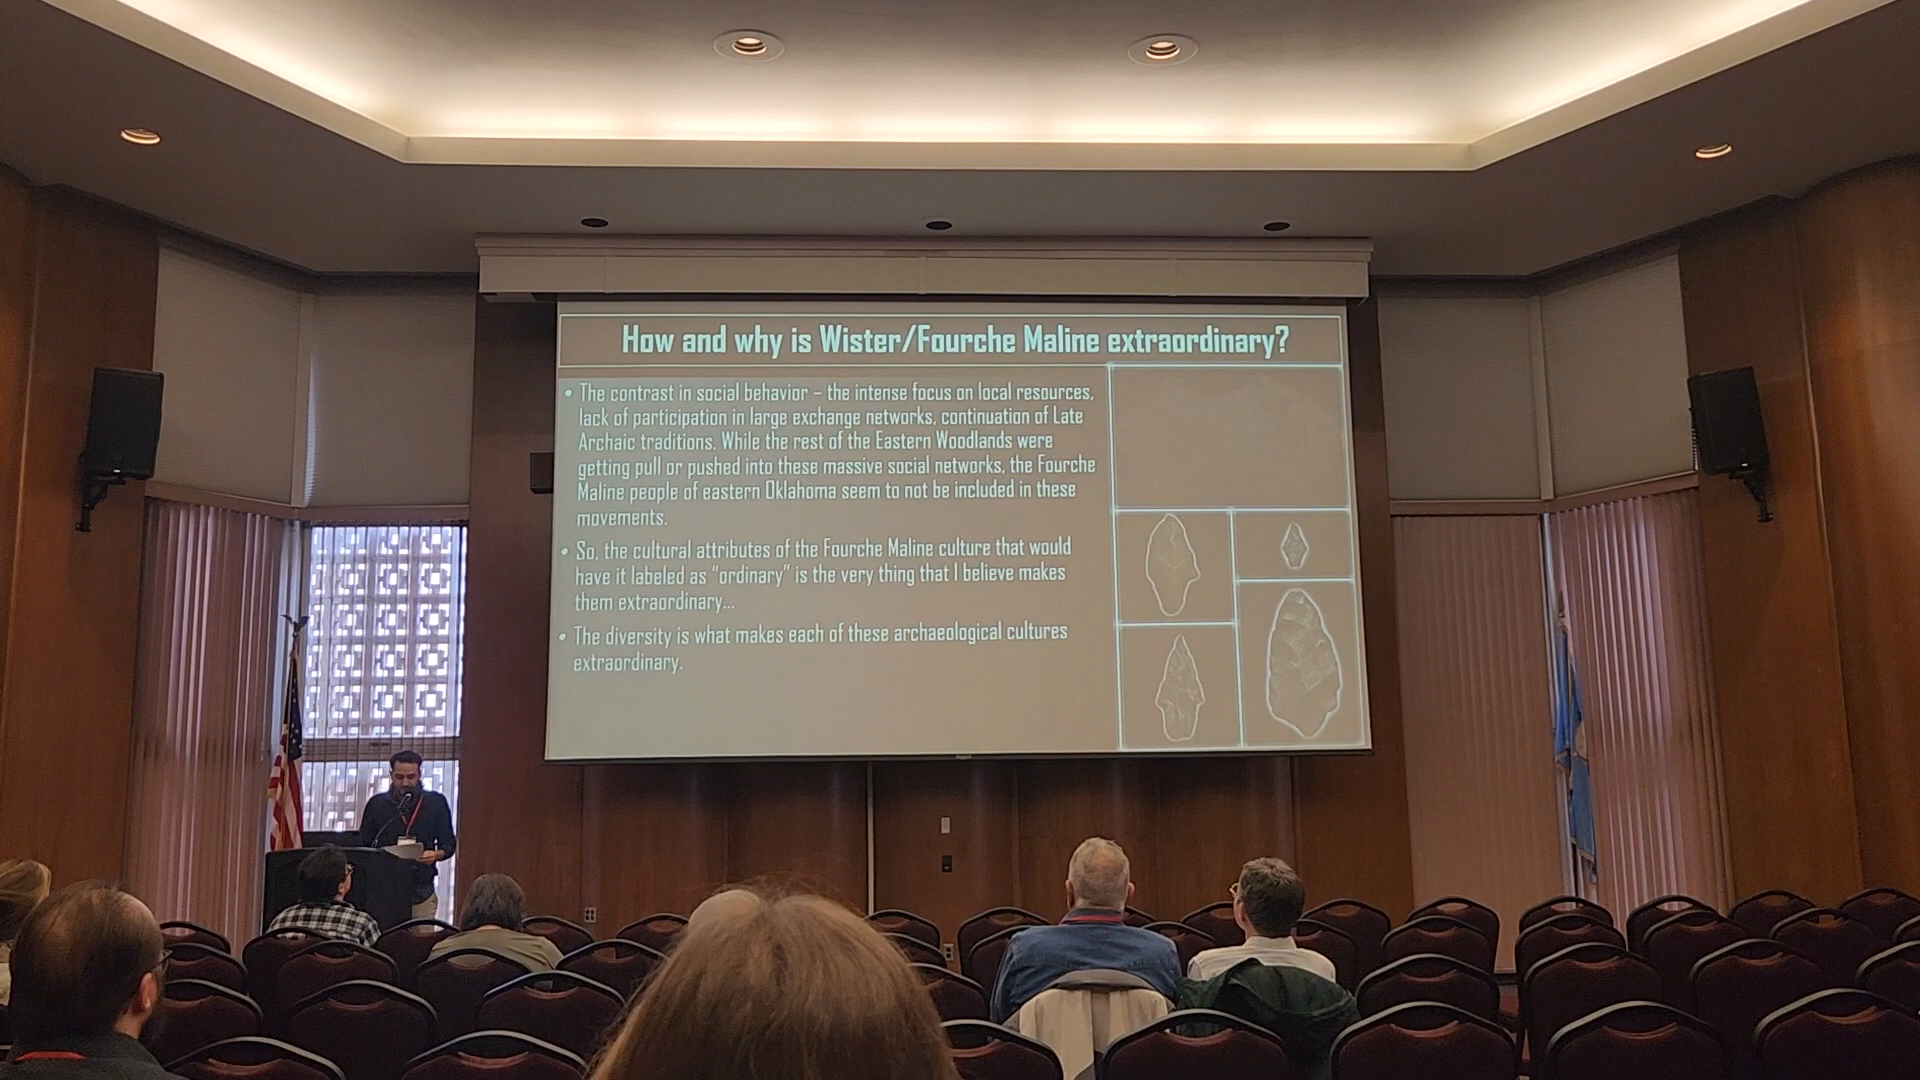 How and why is Wister/Fourche Maline extraordinary?
• The contrast in social behavior – the intense focus on local resources,
lack of participation in large exchange networks, continuation of Late
Archaic traditions. While the rest of the Eastern Woodlands were
getting pull or pushed into these massive social networks, the Fourche
Maline people of eastern Oklahoma seem to not be included in these
movements.
• So, the cultural attributes of the Fourche Maline culture that would
have it labeled as "ordinary" is the very thing that I believe makes
them extraordinary...
• The diversity is what makes each of these archaeological cultures
extraordinary.